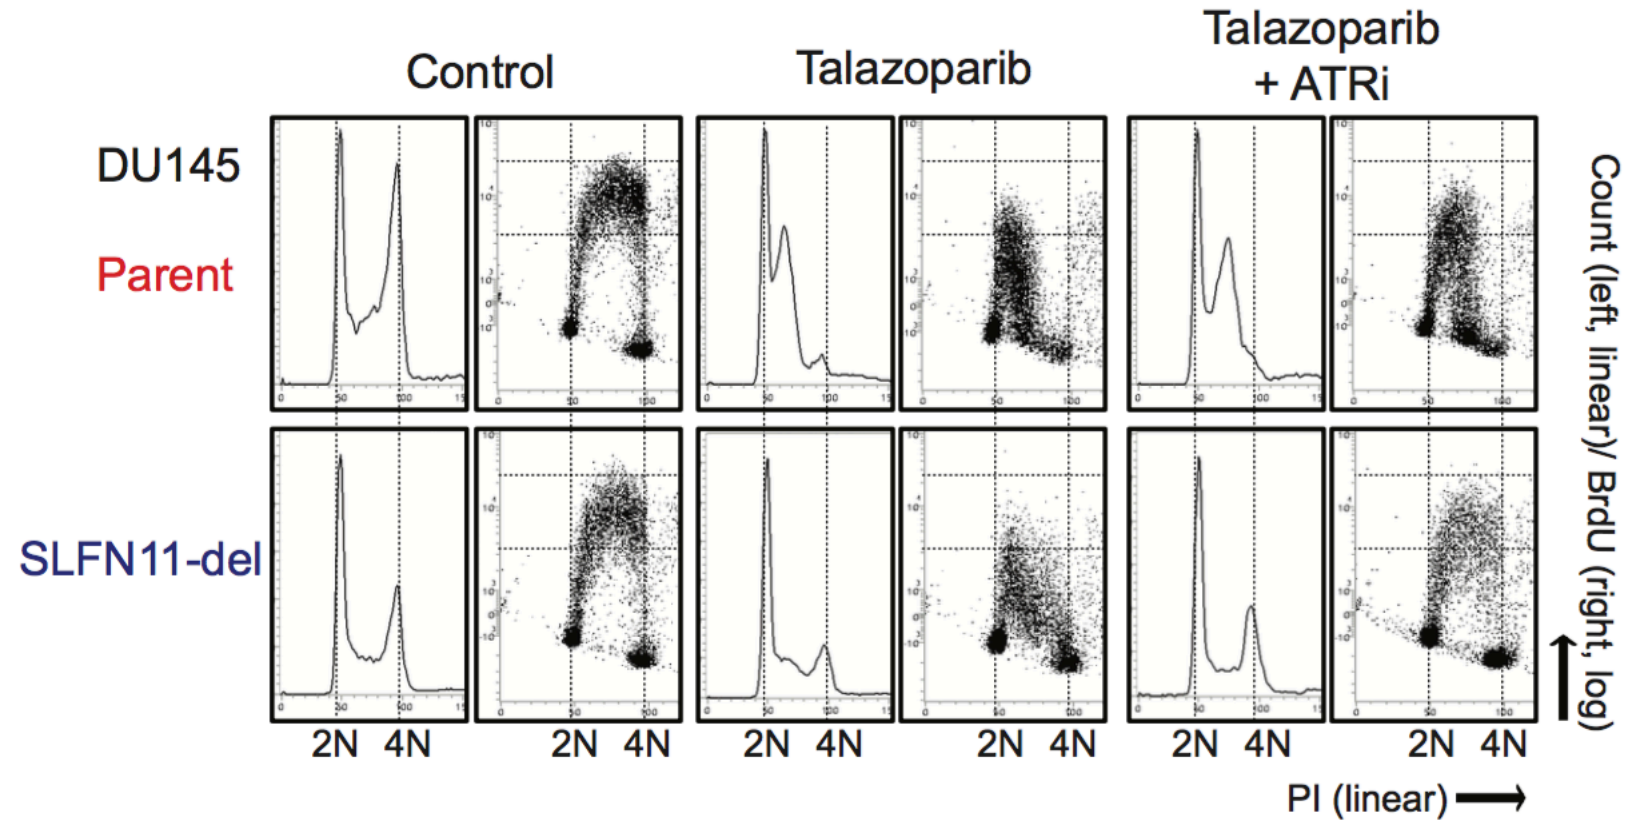 Control
Talazoparib
Talazoparib
+ ATRi
DU145
Parent
SLFN11-del
2N 4N
2N 4N
2N 4N
2N 4N
2N 4N
2N 4N
PI (linear)
Count (left, linear)/ BrdU (right, log)